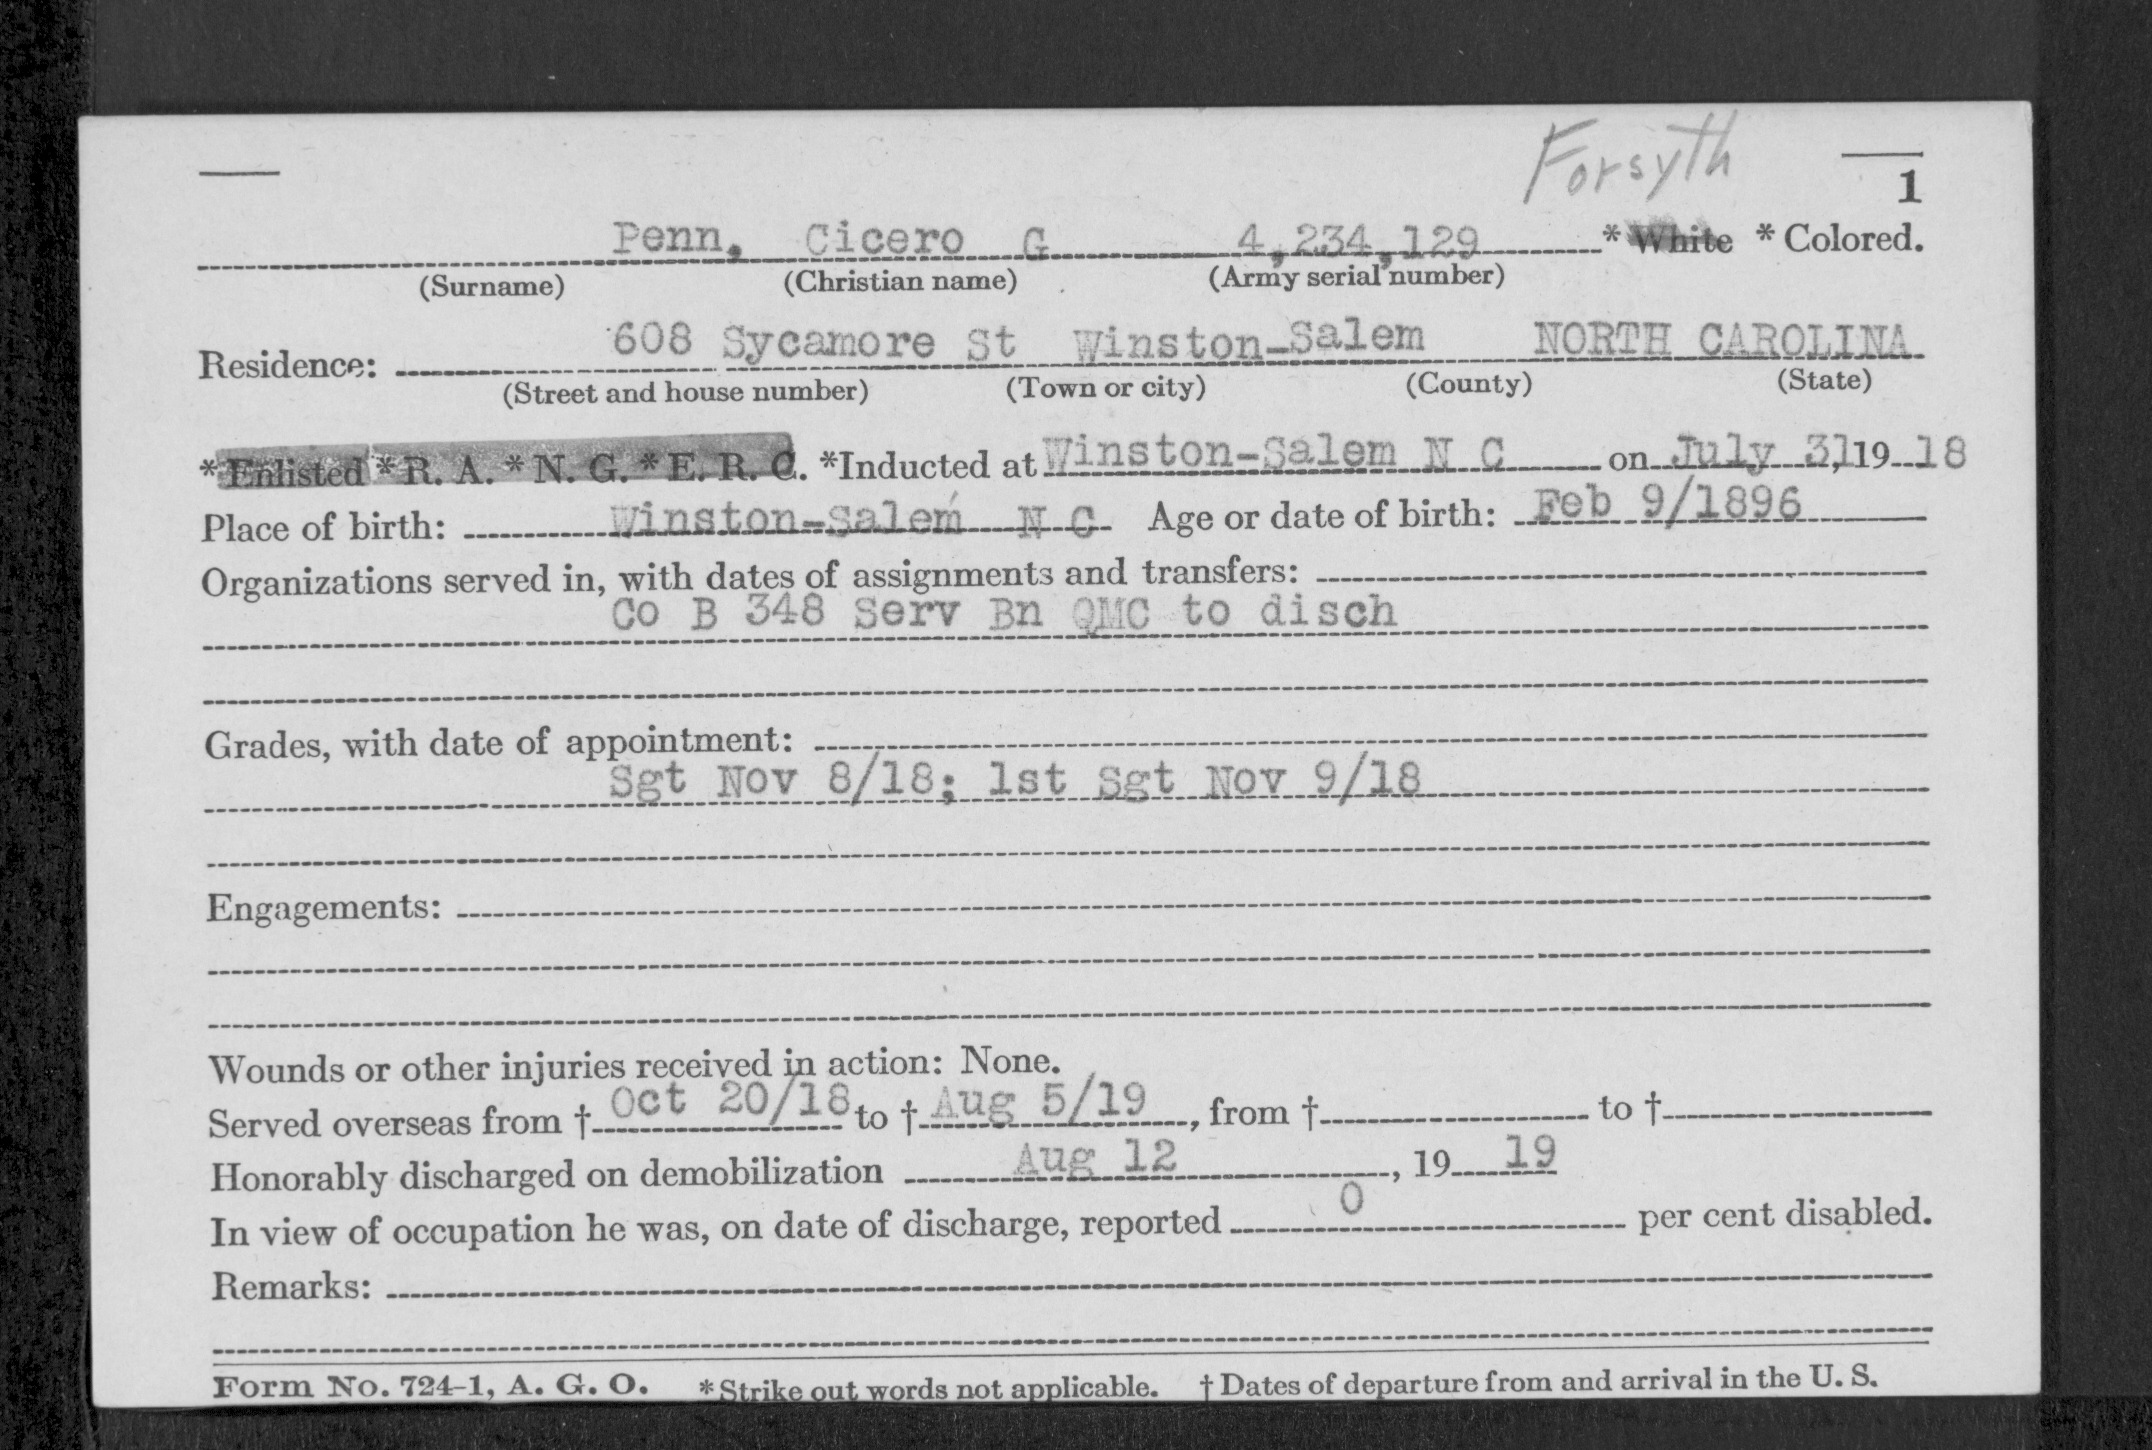 Forsyth
1
Penn, Cicero G 4,234,129 * White * Colored.
(Surname) (Christian name) (Army serial number)
Residence: 608 Sycamore St Winston-Salem NORTH CAROLINA
(Street and house number) (Town or city) (County) (State)
* Enlisted * R. A. * N. G. * E. R. C. *Inducted at Winston-Salem N C on July 31, 19 18
Place of birth: Winston-Salem N C Age or date of birth: Feb 9/1896
Organizations served in, with dates of assignments and transfers:
Co B 348 Serv Bn QMC to disch
Grades, with date of appointment:
Sgt Nov 8/18; 1st Sgt Nov 9/18
Engagements:
Wounds or other injuries received in action: None.
Served overseas from † Oct 20/18 to † Aug 5/19, from † to †
Honorably discharged on demobilization Aug 12, 19 19
In view of occupation he was, on date of discharge, reported 0 per cent disabled.
Remarks:
Form No. 724-1, A. G. O. * Strike out words not applicable. † Dates of departure from and arrival in the U. S.